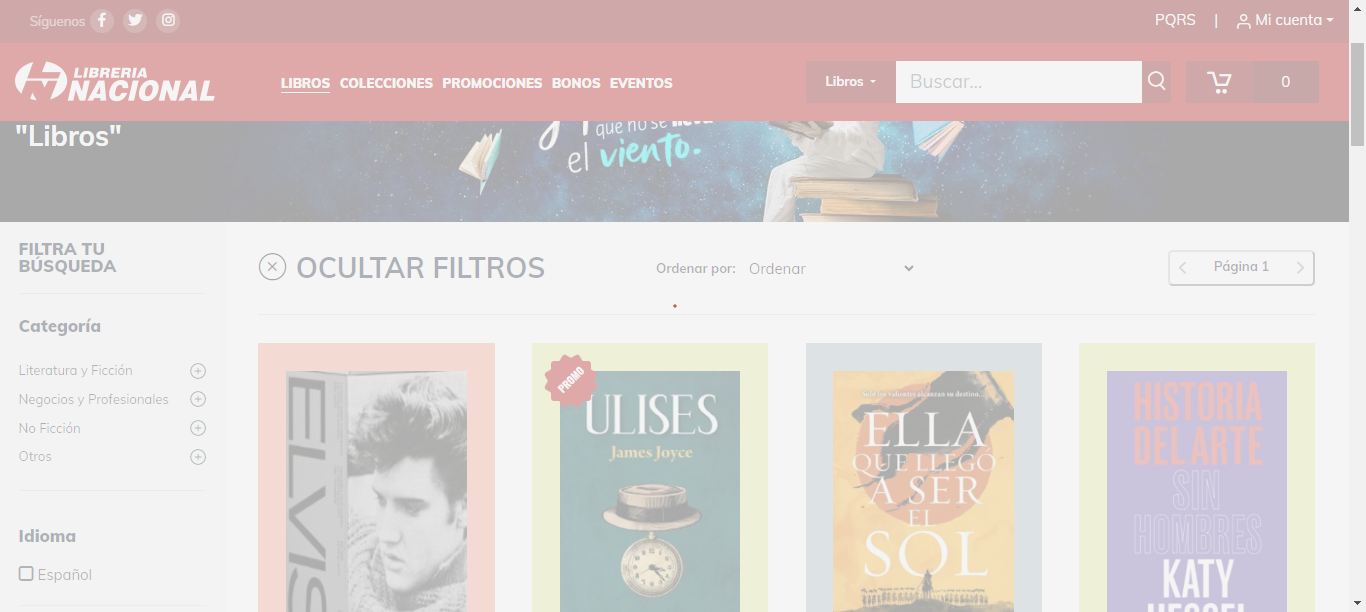 Síguenos
PQRS | Mi cuenta
LIBRERIA
NACIONAL
LIBROS COLECCIONES PROMOCIONES BONOS EVENTOS
Libros
Buscar...
0
"Libros"
que no se
el viento.
FILTRA TU
BÚSQUEDA
OCULTAR FILTROS
Ordenar por: Ordenar
Página 1
Categoría
Literatura y Ficción
Negocios y Profesionales
No Ficción
Otros
Idioma
Español
ELVIS
PROMO
ULISES
James Joyce
Solo los valientes alcanzan su destino...
ELLA
QUE LLEGÓ
A SER
EL
SOL
HISTORIA
DEL ARTE
SIN
HOMBRES
KATY